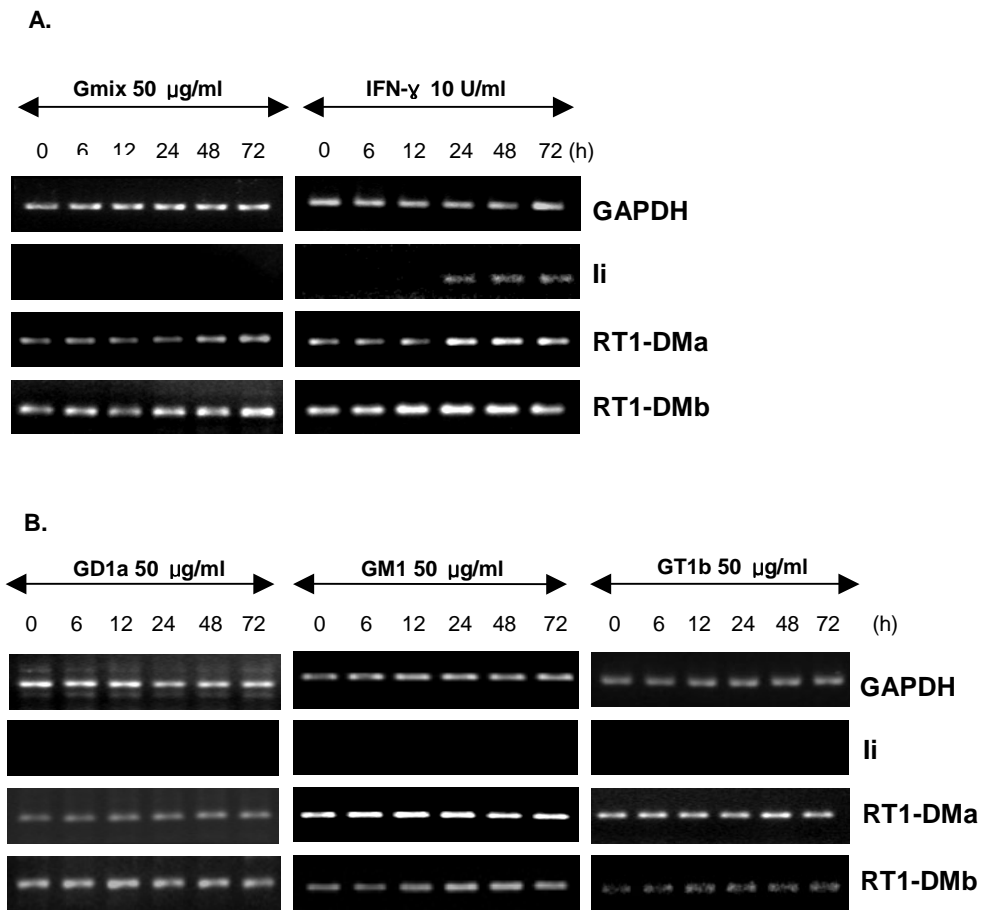 A.
Gmix 50 μg/ml IFN-ɣ 10 U/ml
0 6 12 24 48 72 0 6 12 24 48 72 (h)
GAPDH
Ii
RT1-DMa
RT1-DMb
B.
GD1a 50 μg/ml GM1 50 μg/ml GT1b 50 μg/ml
0 6 12 24 48 72 0 6 12 24 48 72 0 6 12 24 48 72 (h)
GAPDH
Ii
RT1-DMa
RT1-DMb